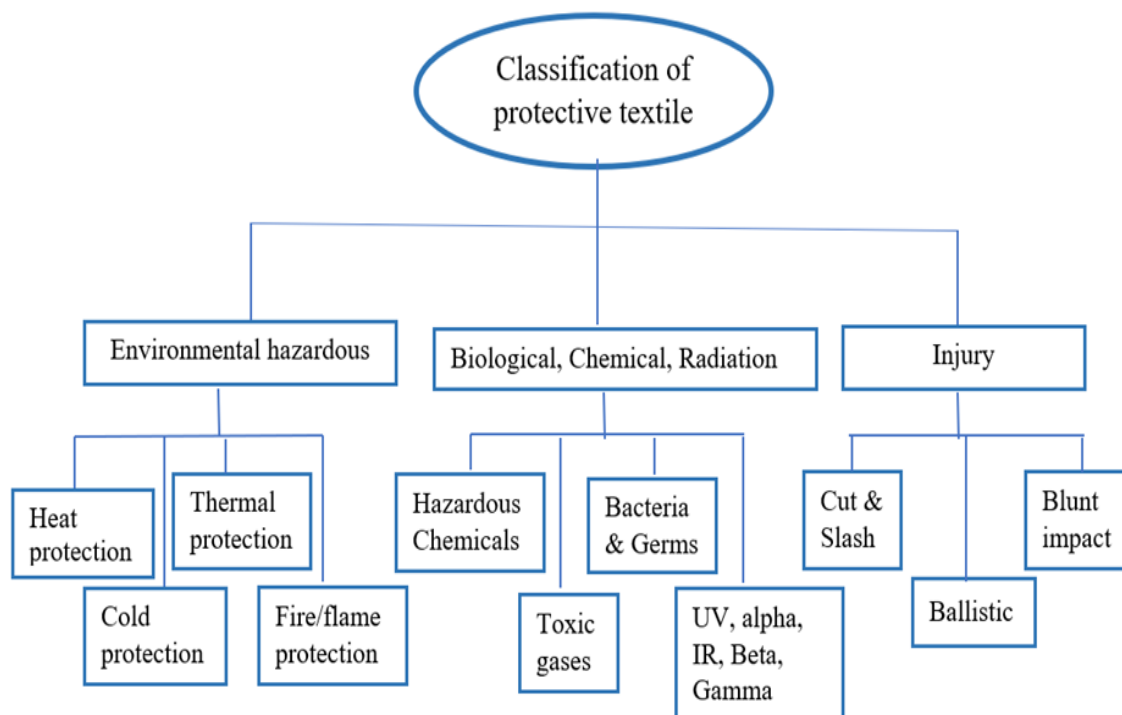 Classification of
protective textile
Environmental hazardous
Biological, Chemical, Radiation
Injury
Heat
protection
Cold
protection
Thermal
protection
Fire/flame
protection
Hazardous
Chemicals
Toxic
gases
Bacteria
& Germs
UV, alpha,
IR, Beta,
Gamma
Cut &
Slash
Ballistic
Blunt
impact